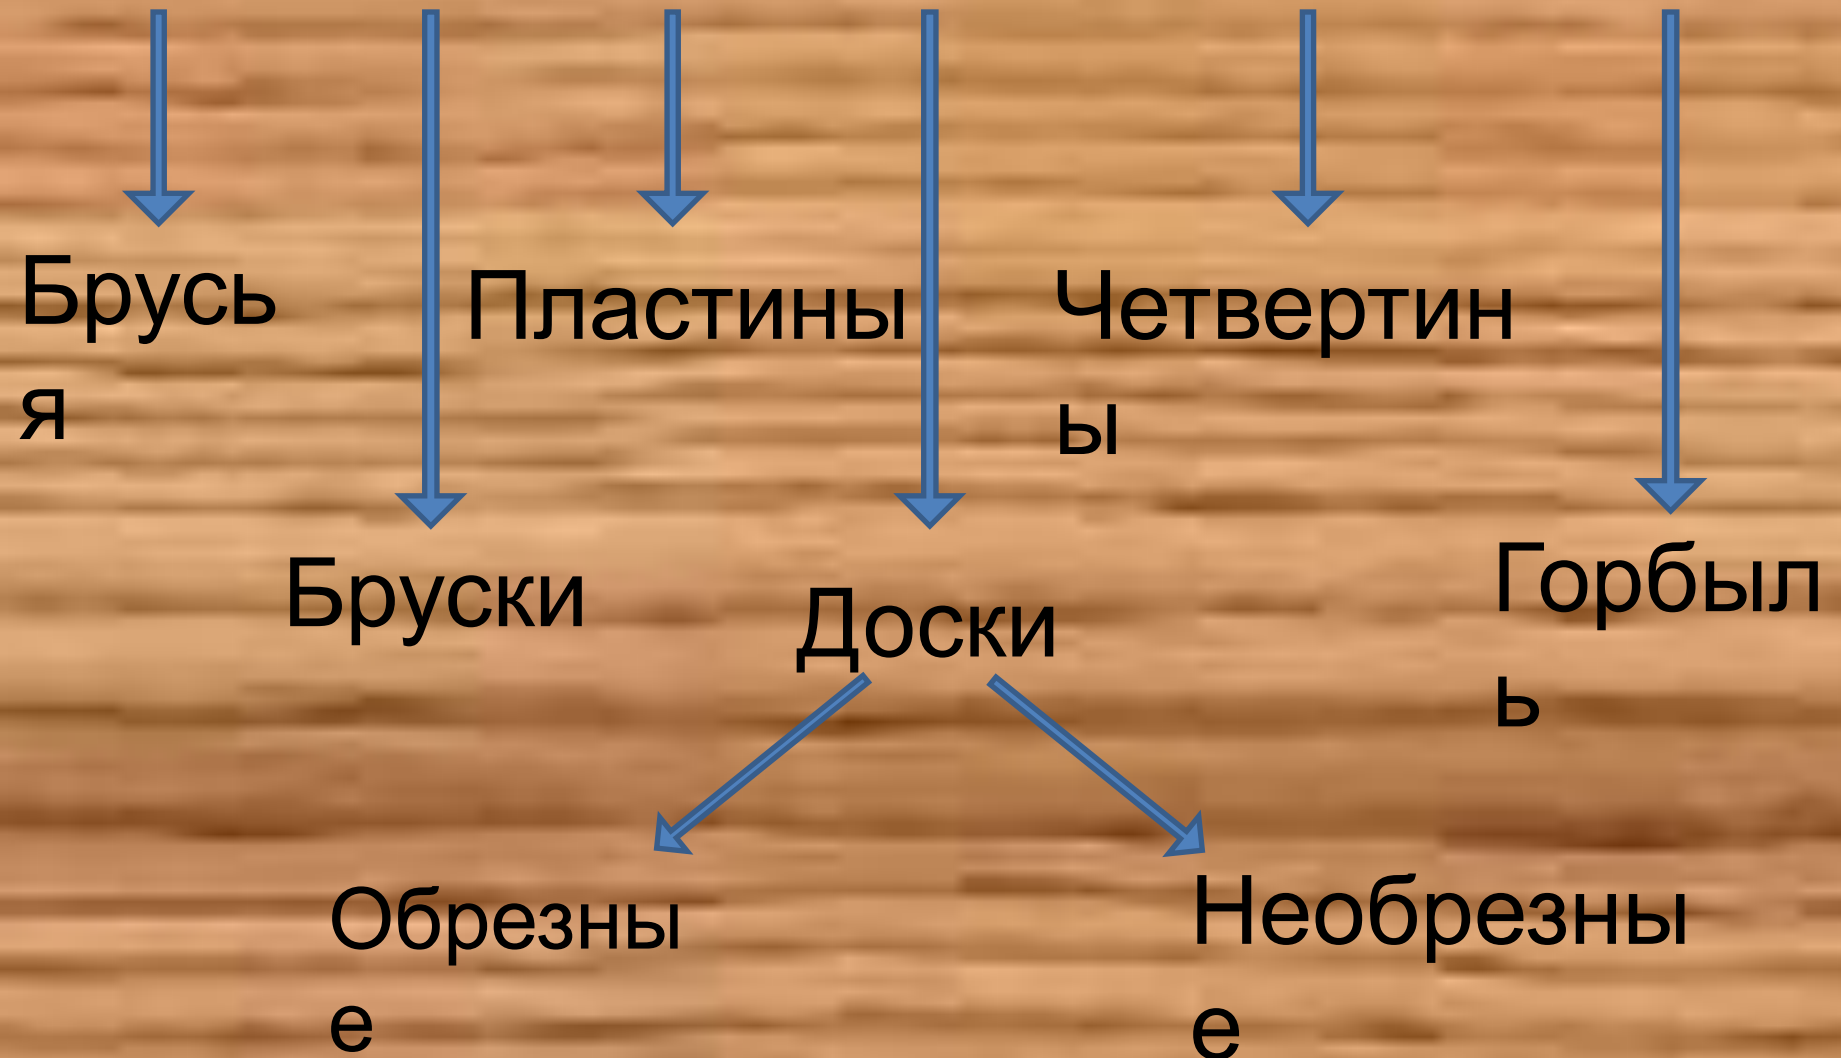 Брусь
я
Пластины
Четвертин
ы
Бруски
Доски
Горбыл
ь
Обрезны
е
Необрезны
е